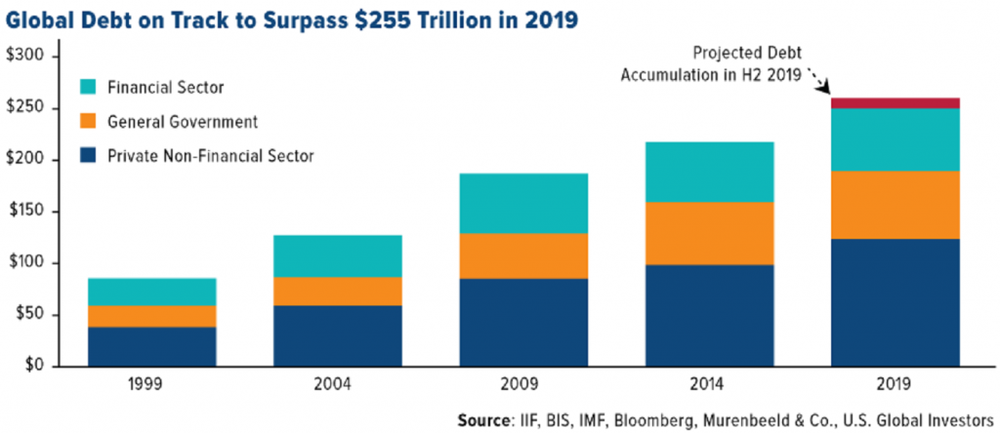 Global Debt on Track to Surpass $255 Trillion in 2019
$300
$250
$200
$150
$100
$50
$0
Financial Sector
General Government
Private Non-Financial Sector
Projected Debt
Accumulation in H2 2019
1999 2004 2009 2014 2019
Source: IIF, BIS, IMF, Bloomberg, Murenbeeld & Co., U.S. Global Investors